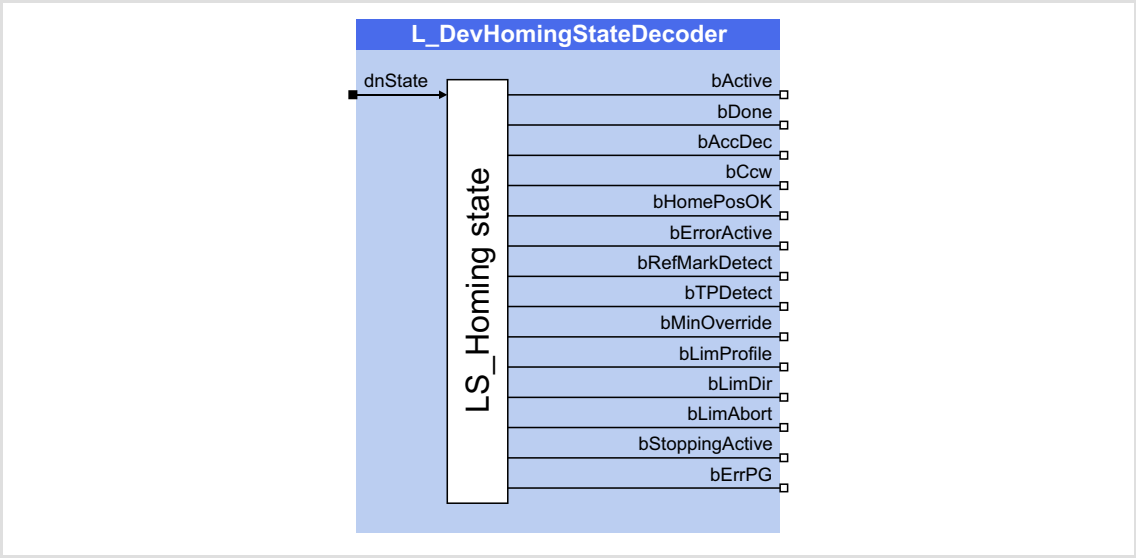 L_DevHomingStateDecoder
dnState
LS_Homing state
bActive
bDone
bAccDec
bCcw
bHomePosOK
bErrorActive
bRefMarkDetect
bTPDetect
bMinOverride
bLimProfile
bLimDir
bLimAbort
bStoppingActive
bErrPG